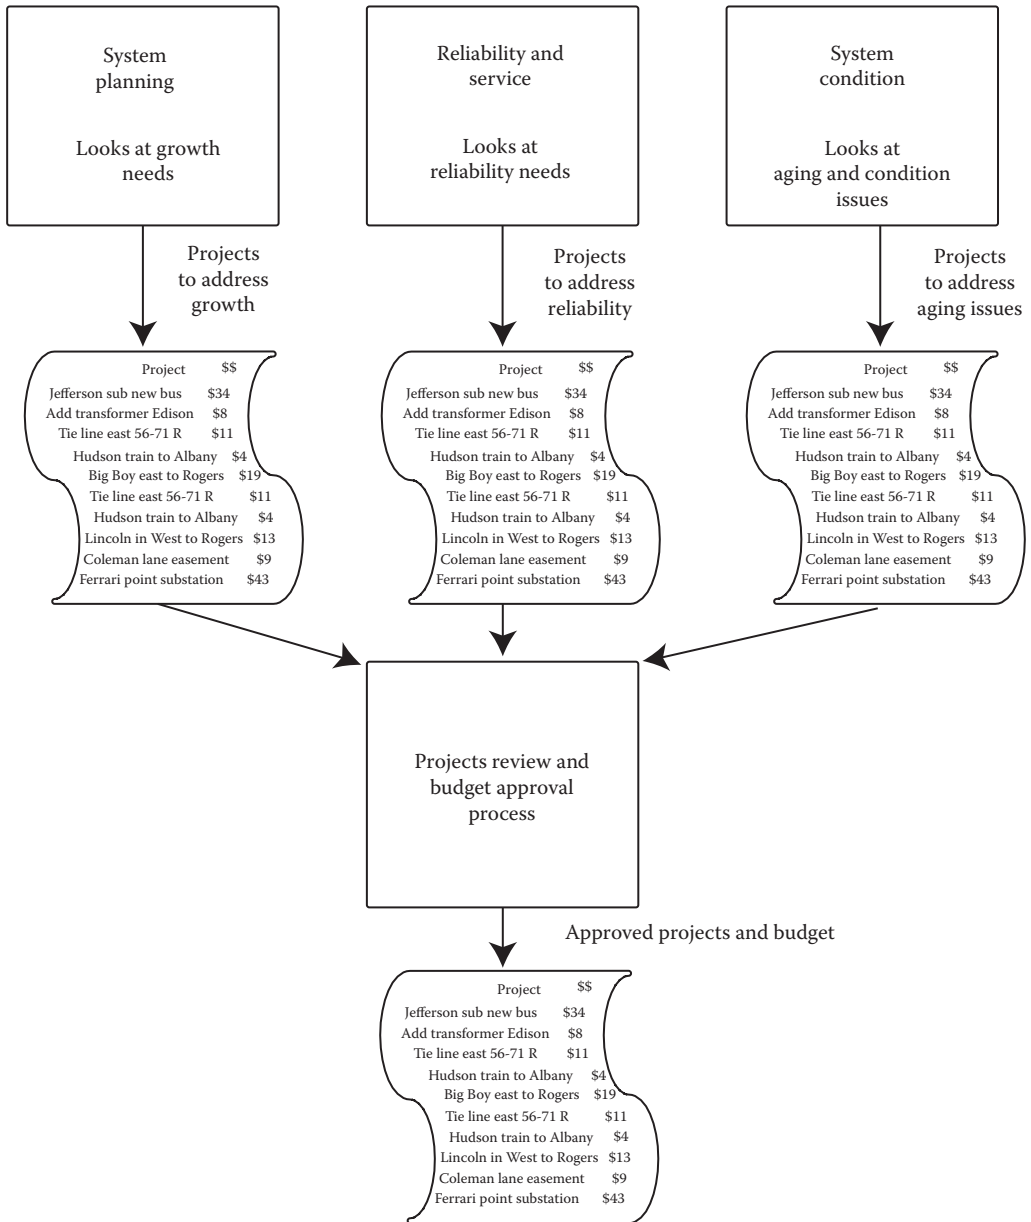 System
planning
Looks at growth
needs
Reliability and
service
Looks at
reliability needs
System
condition
Looks at
aging and condition
issues
Projects
to address
growth
Projects
to address
reliability
Projects
to address
aging issues
Project $$
Jefferson sub new bus $34
Add transformer Edison $8
Tie line east 56-71 R $11
Hudson train to Albany $4
Big Boy east to Rogers $19
Tie line east 56-71 R $11
Hudson train to Albany $4
Lincoln in West to Rogers $13
Coleman lane easement $9
Ferrari point substation $43
Project $$
Jefferson sub new bus $34
Add transformer Edison $8
Tie line east 56-71 R $11
Hudson train to Albany $4
Big Boy east to Rogers $19
Tie line east 56-71 R $11
Hudson train to Albany $4
Lincoln in West to Rogers $13
Coleman lane easement $9
Ferrari point substation $43
Project $$
Jefferson sub new bus $34
Add transformer Edison $8
Tie line east 56-71 R $11
Hudson train to Albany $4
Big Boy east to Rogers $19
Tie line east 56-71 R $11
Hudson train to Albany $4
Lincoln in West to Rogers $13
Coleman lane easement $9
Ferrari point substation $43
Projects review and
budget approval
process
Approved projects and budget
Project $$
Jefferson sub new bus $34
Add transformer Edison $8
Tie line east 56-71 R $11
Hudson train to Albany $4
Big Boy east to Rogers $19
Tie line east 56-71 R $11
Hudson train to Albany $4
Lincoln in West to Rogers $13
Coleman lane easement $9
Ferrari point substation $43